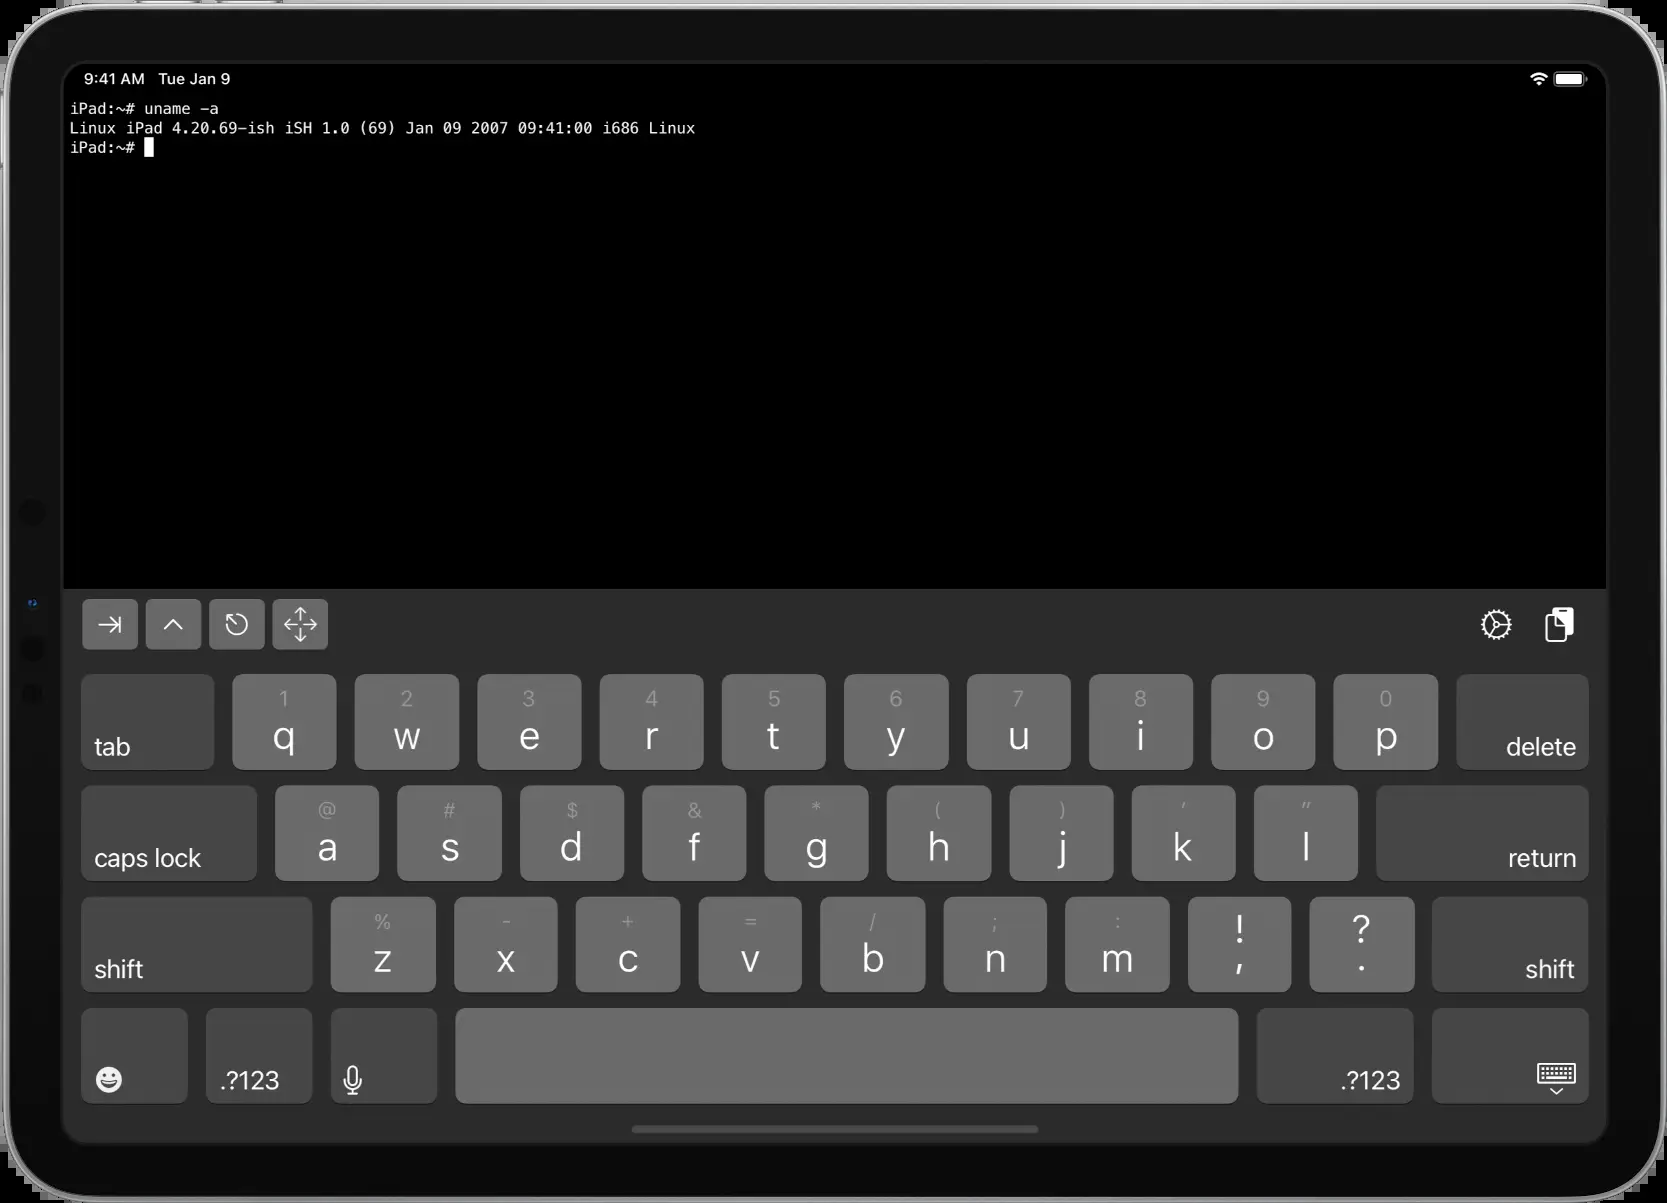 9:41 AM Tue Jan 9
iPad:~# uname -a
Linux iPad 4.20.69-ish iSH 1.0 (69) Jan 09 2007 09:41:00 i686 Linux
iPad:~#
1 2 3 4 5 6 7 8 9 0
tab q w e r t y u i o p delete
@ # $ & * ( ) ' "
caps lock a s d f g h j k l return
% - + = / ; : ! ?
shift z x c v b n m , . shift
.?123 .?123